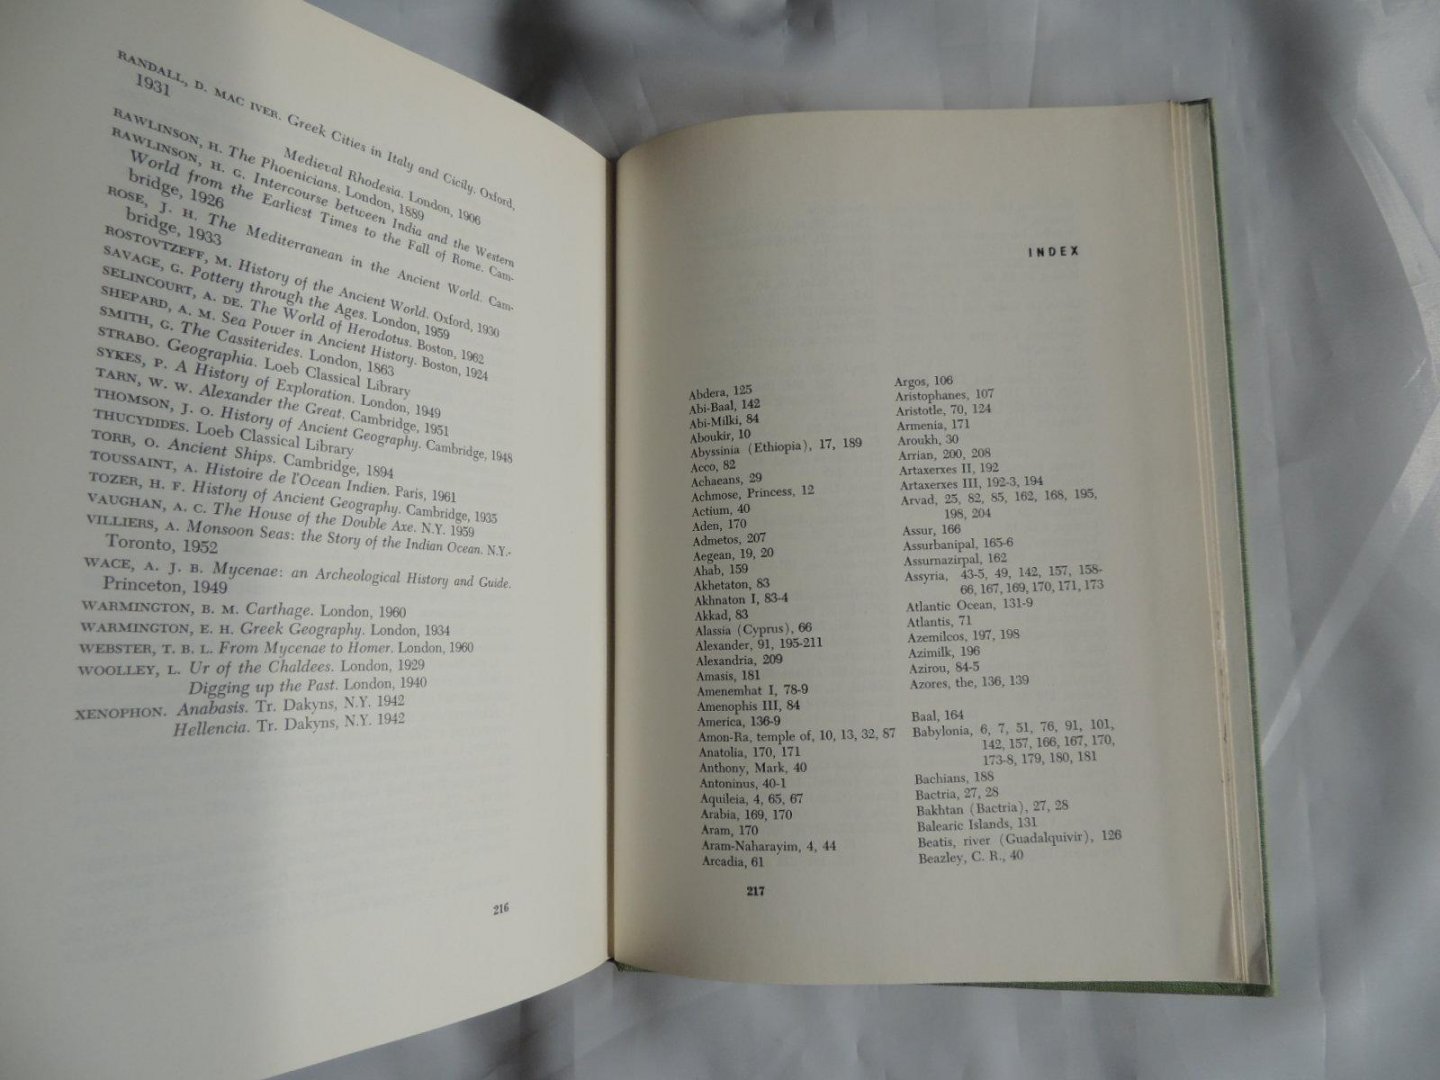 RANDALL, D. MAC IVER. Greek Cities in Italy and Cicily. Oxford,
1931
Medieval Rhodesia. London, 1906
RAWLINSON, H. The Phoenicians. London, 1889
RAWLINSON, H. G. Intercourse between India and the Western
World from the Earliest Times to the Fall of Rome. Cam-
bridge, 1926
ROSE, J. H. The Mediterranean in the Ancient World. Cam-
bridge, 1933
ROSTOVTZEFF, M. History of the Ancient World. Oxford, 1930
SAVAGE, G. Pottery through the Ages. London, 1959
SELINCOURT, A. DE. The World of Herodotus. Boston, 1962
SHEPARD, A. M. Sea Power in Ancient History. Boston, 1924
SMITH, G. The Cassiterides. London, 1863
STRABO. Geographia. Loeb Classical Library
SYKES, P. A History of Exploration. London, 1949
TARN, W. W. Alexander the Great. Cambridge, 1951
THOMSON, J. O. History of Ancient Geography. Cambridge, 1948
THUCYDIDES. Loeb Classical Library
TORR, O. Ancient Ships. Cambridge, 1894
TOUSSAINT, A. Histoire de l'Ocean Indien. Paris, 1961
TOZER, H. F. History of Ancient Geography. Cambridge, 1935
VAUGHAN, A. C. The House of the Double Axe. N.Y. 1959
VILLIERS, A. Monsoon Seas: the Story of the Indian Ocean. N.Y.-
Toronto, 1952
WACE, A. J. B. Mycenae: an Archeological History and Guide.
Princeton, 1949
WARMINGTON, B. M. Carthage. London, 1960
WARMINGTON, E. H. Greek Geography. London, 1934
WEBSTER, T. B. L. From Mycenae to Homer. London, 1960
WOOLLEY, L. Ur of the Chaldees. London, 1929
Digging up the Past. London, 1940
XENOPHON. Anabasis. Tr. Dakyns, N.Y. 1942
Hellencia. Tr. Dakyns, N.Y. 1942
216
INDEX
Abdera, 125
Abi-Baal, 142
Abi-Milki, 84
Aboukir, 10
Abyssinia (Ethiopia), 17, 189
Acco, 82
Achaeans, 29
Achmose, Princess, 12
Actium, 40
Aden, 170
Admetos, 207
Aegean, 19, 20
Ahab, 159
Akhetaton, 83
Akhnaton I, 83-4
Akkad, 83
Alassia (Cyprus), 66
Alexander, 91, 195-211
Alexandria, 209
Amasis, 181
Amenemhat I, 78-9
Amenophis III, 84
America, 136-9
Amon-Ra, temple of, 10, 13, 32, 87
Anatolia, 170, 171
Anthony, Mark, 40
Antoninus, 40-1
Aquileia, 4, 65, 67
Arabia, 169, 170
Aram, 170
Aram-Naharayim, 4, 44
Arcadia, 61
Argos, 106
Aristophanes, 107
Aristotle, 70, 124
Armenia, 171
Aroukh, 30
Arrian, 200, 208
Artaxerxes II, 192
Artaxerxes III, 192-3, 194
Arvad, 25, 82, 85, 162, 168, 195,
198, 204
Assur, 166
Assurbanipal, 165-6
Assurnazirpal, 162
Assyria, 43-5, 49, 142, 157, 158-
66, 167, 169, 170, 171, 173
Atlantic Ocean, 131-9
Atlantis, 71
Azemilcos, 197, 198
Azimilk, 196
Azirou, 84-5
Azores, the, 136, 139
Baal, 164
Babylonia, 6, 7, 51, 76, 91, 101,
142, 157, 166, 167, 170,
173-8, 179, 180, 181
Bachians, 188
Bactria, 27, 28
Bakhtan (Bactria), 27, 28
Balearic Islands, 131
Beatis, river (Guadalquivir), 126
Beazley, C. R., 40
217